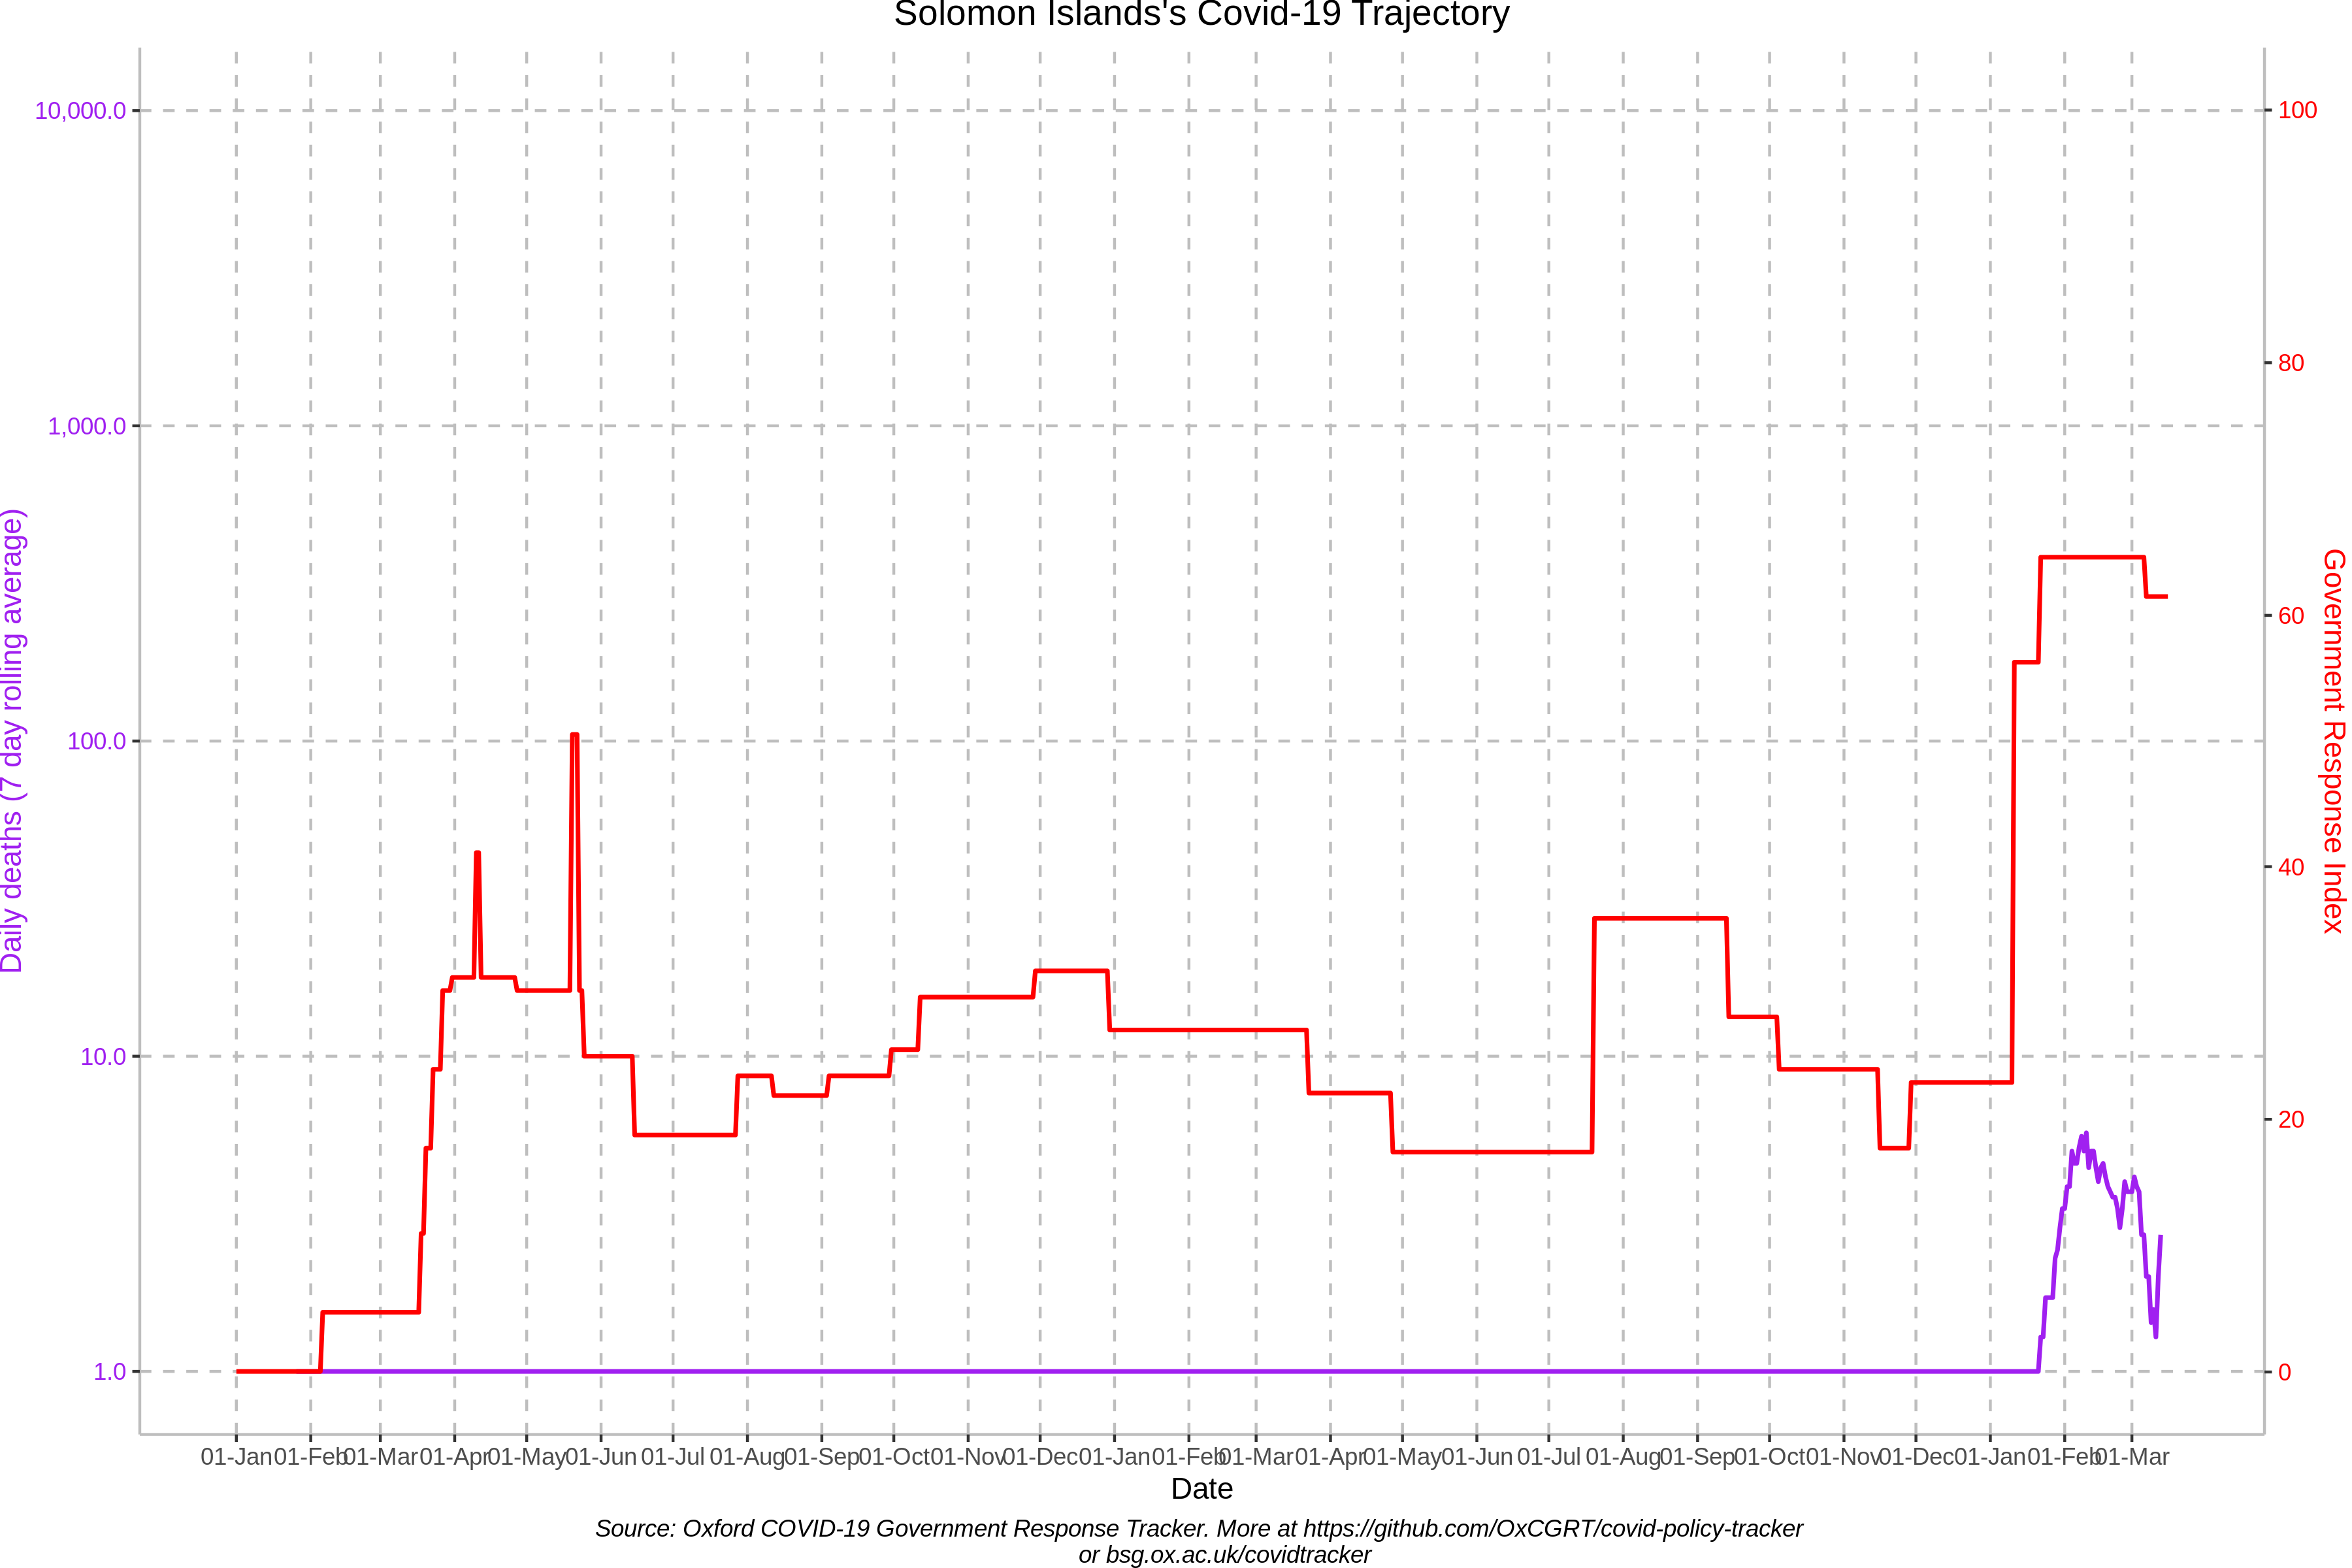 Solomon Islands's Covid-19 Trajectory
10,000.0
1,000.0
100.0
10.0
1.0
Daily deaths (7 day rolling average)
100
80
60
40
20
0
Government Response Index
01-Jan 01-Feb 01-Mar 01-Apr 01-May 01-Jun 01-Jul 01-Aug 01-Sep 01-Oct 01-Nov 01-Dec 01-Jan 01-Feb 01-Mar 01-Apr 01-May 01-Jun 01-Jul 01-Aug 01-Sep 01-Oct 01-Nov 01-Dec 01-Jan 01-Feb 01-Mar
Date
Source: Oxford COVID-19 Government Response Tracker. More at https://github.com/OxCGRT/covid-policy-tracker
or bsg.ox.ac.uk/covidtracker